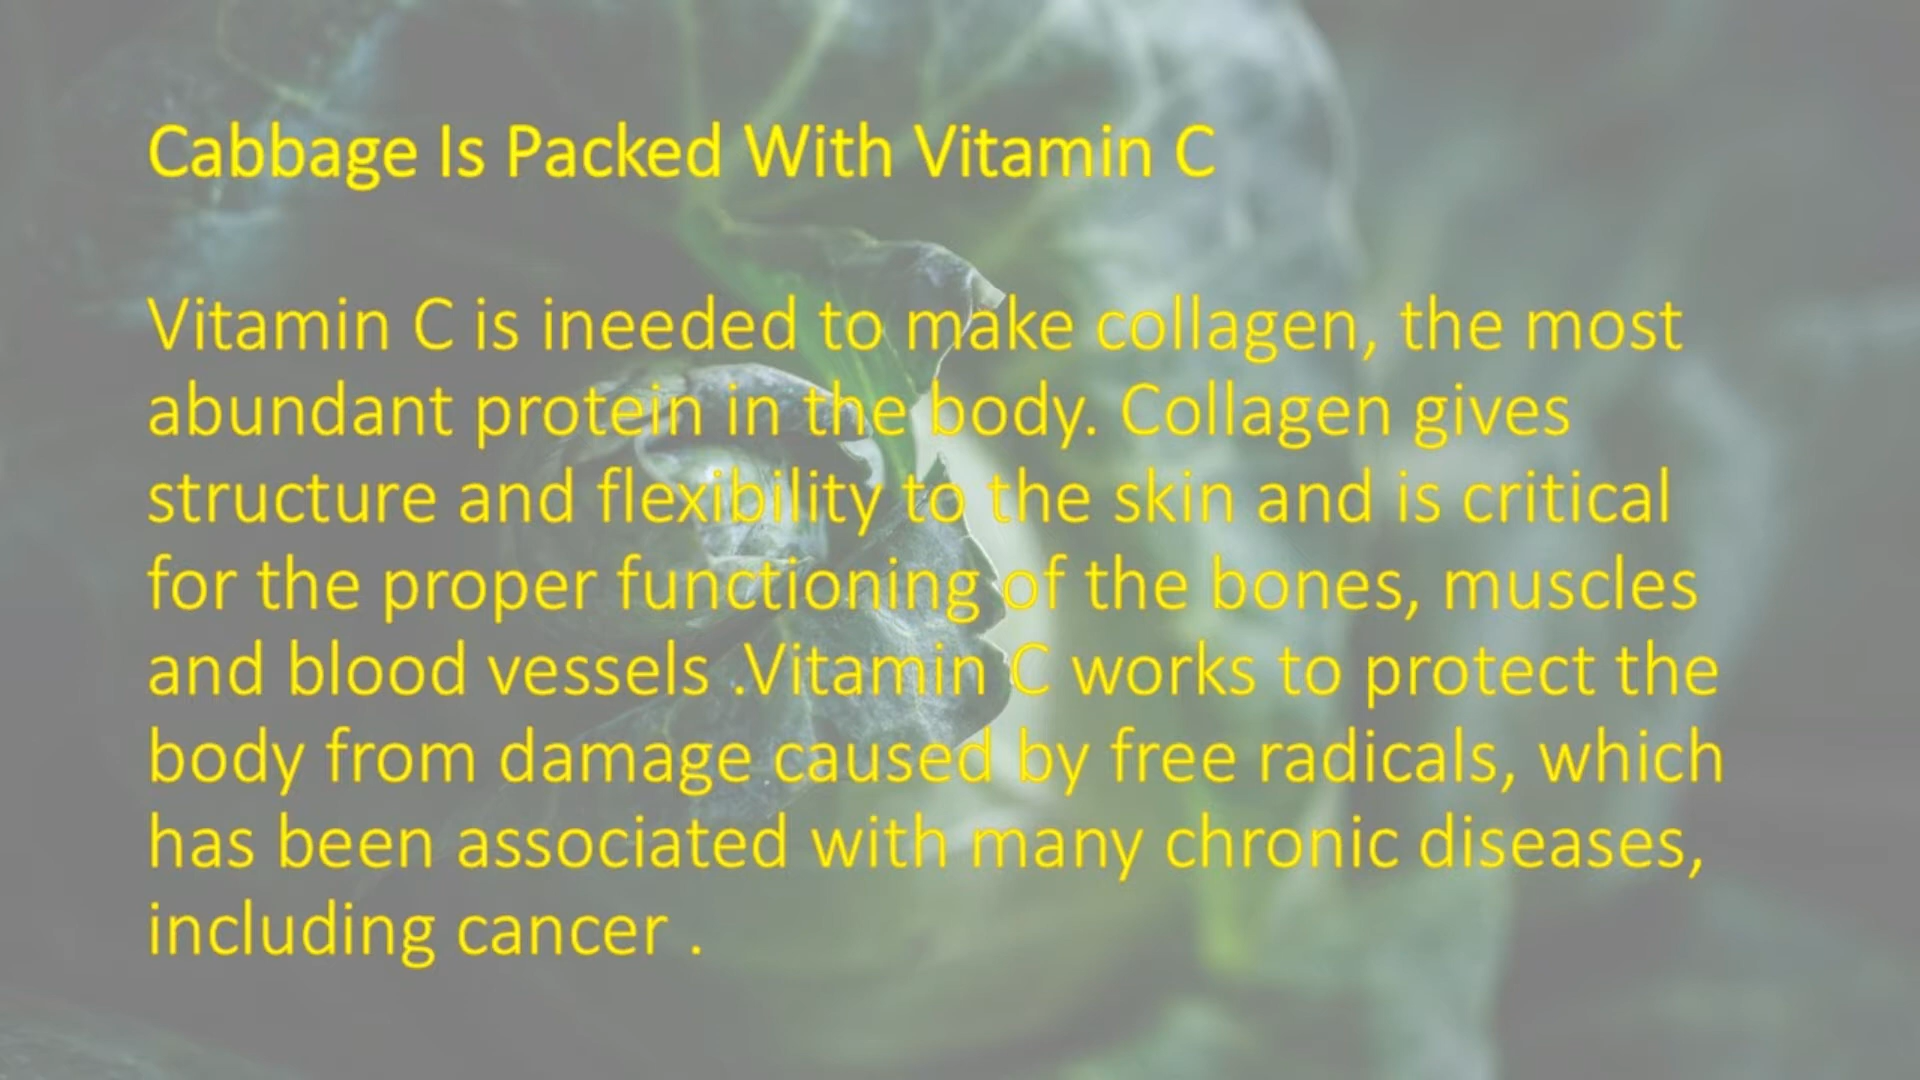 Cabbage Is Packed With Vitamin C
Vitamin C is ineeded to make collagen, the most
abundant protein in the body. Collagen gives
structure and flexibility to the skin and is critical
for the proper functioning of the bones, muscles
and blood vessels .Vitamin C works to protect the
body from damage caused by free radicals, which
has been associated with many chronic diseases,
including cancer .